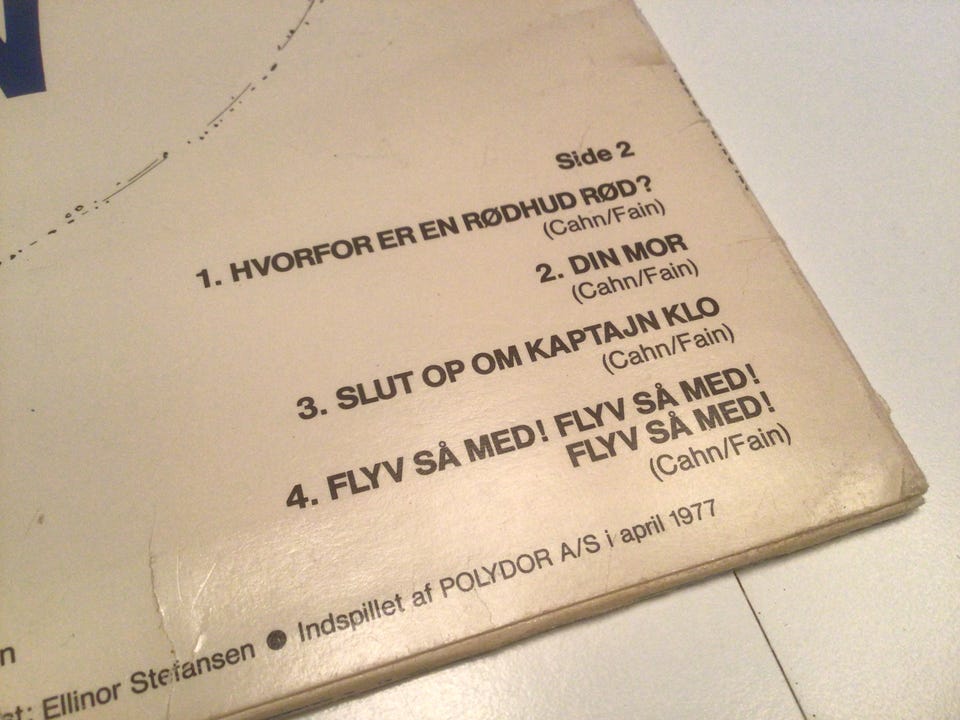 Side 2
1. HVORFOR ER EN RØDHUD RØD?
(Cahn/Fain)
2. DIN MOR
(Cahn/Fain)
3. SLUT OP OM KAPTAJN KLO
(Cahn/Fain)
4. FLYV SÅ MED! FLYV SÅ MED!
FLYV SÅ MED!
(Cahn/Fain)
Ellinor Stefansen ● Indspillet af POLYDOR A/S i april 1977